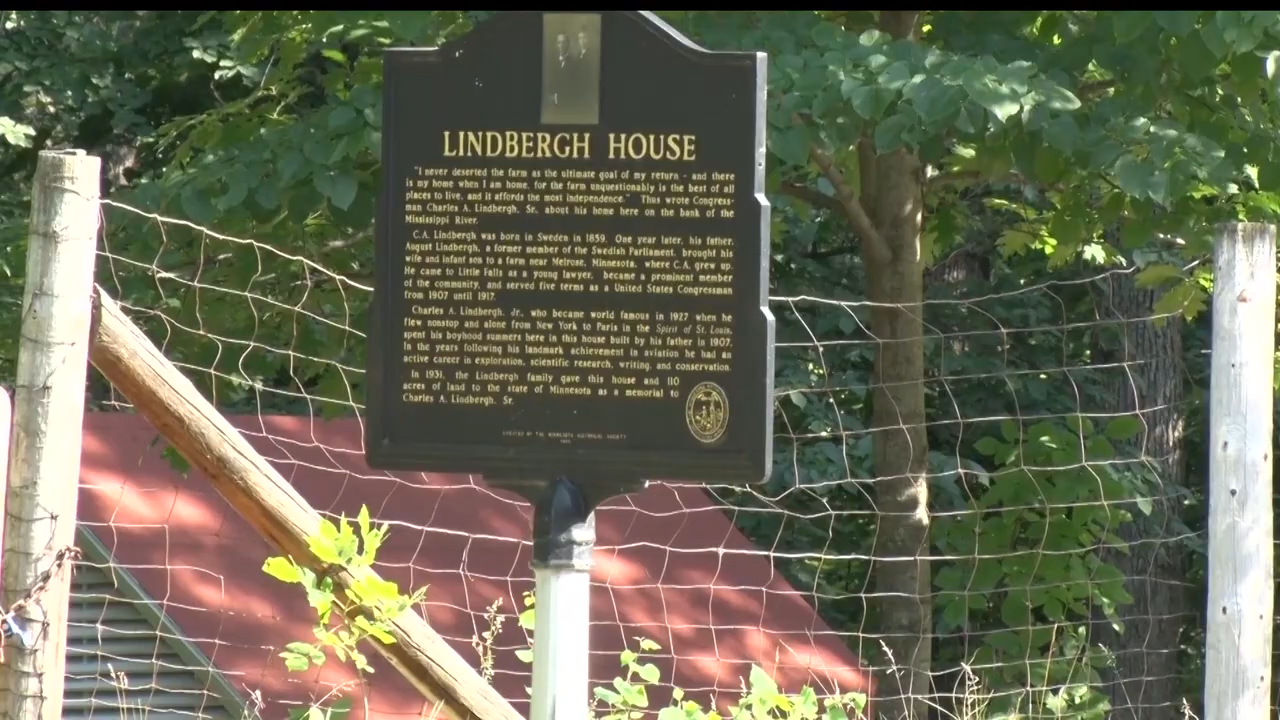 LINDBERGH HOUSE
"I never deserted the farm as the ultimate goal of my return - and there
is my home when I am home, for the farm unquestionably is the best of all
places to live, and it affords the most independence." Thus wrote Congress-
man Charles A. Lindbergh, Sr. about his home here on the bank of the
Mississippi River.
C.A. Lindbergh was born in Sweden in 1859. One year later, his father,
August Lindbergh, a former member of the Swedish Parliament, brought his
wife and infant son to a farm near Melrose, Minnesota, where C.A. grew up.
He came to Little Falls as a young lawyer, became a prominent member
of the community, and served five terms as a United States Congressman
from 1907 until 1917.
Charles A. Lindbergh, Jr., who became world famous in 1927 when he
flew nonstop and alone from New York to Paris in the Spirit of St. Louis,
spent his boyhood summers here in this house built by his father in 1907.
In the years following his landmark achievement in aviation he had an
active career in exploration, scientific research, writing, and conservation.
In 1931, the Lindbergh family gave this house and 110
acres of land to the state of Minnesota as a memorial to
Charles A. Lindbergh, Sr.
ERECTED BY THE MINNESOTA HISTORICAL SOCIETY